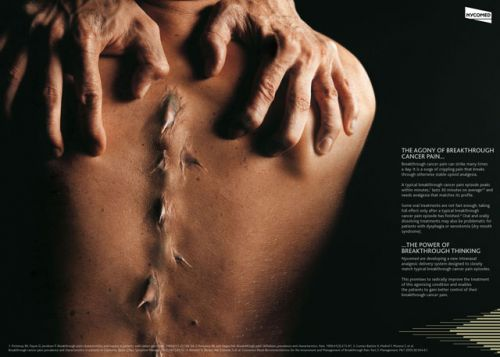 NYCOMED
THE AGONY OF BREAKTHROUGH
CANCER PAIN...
Breakthrough cancer pain can strike many times
a day. It is a surge of crippling pain that breaks
through otherwise stable opioid analgesia.
A typical breakthrough cancer pain episode peaks
within minutes, lasts 30 minutes on average and
needs analgesia that matches its profile.
Some oral treatments are not fast enough, taking
full effect only after a typical breakthrough
cancer pain episode has finished. Oral and orally
dissolving treatments may also be problematic for
patients with dysphagia or xerostomia (dry mouth
syndrome).
...THE POWER OF
BREAKTHROUGH THINKING
Nycomed are developing a new intranasal
analgesic delivery system designed to closely
match typical breakthrough cancer pain episodes.
This promises to radically improve the treatment
of this agonising condition and enables
the patients to gain better control of their
breakthrough cancer pain.